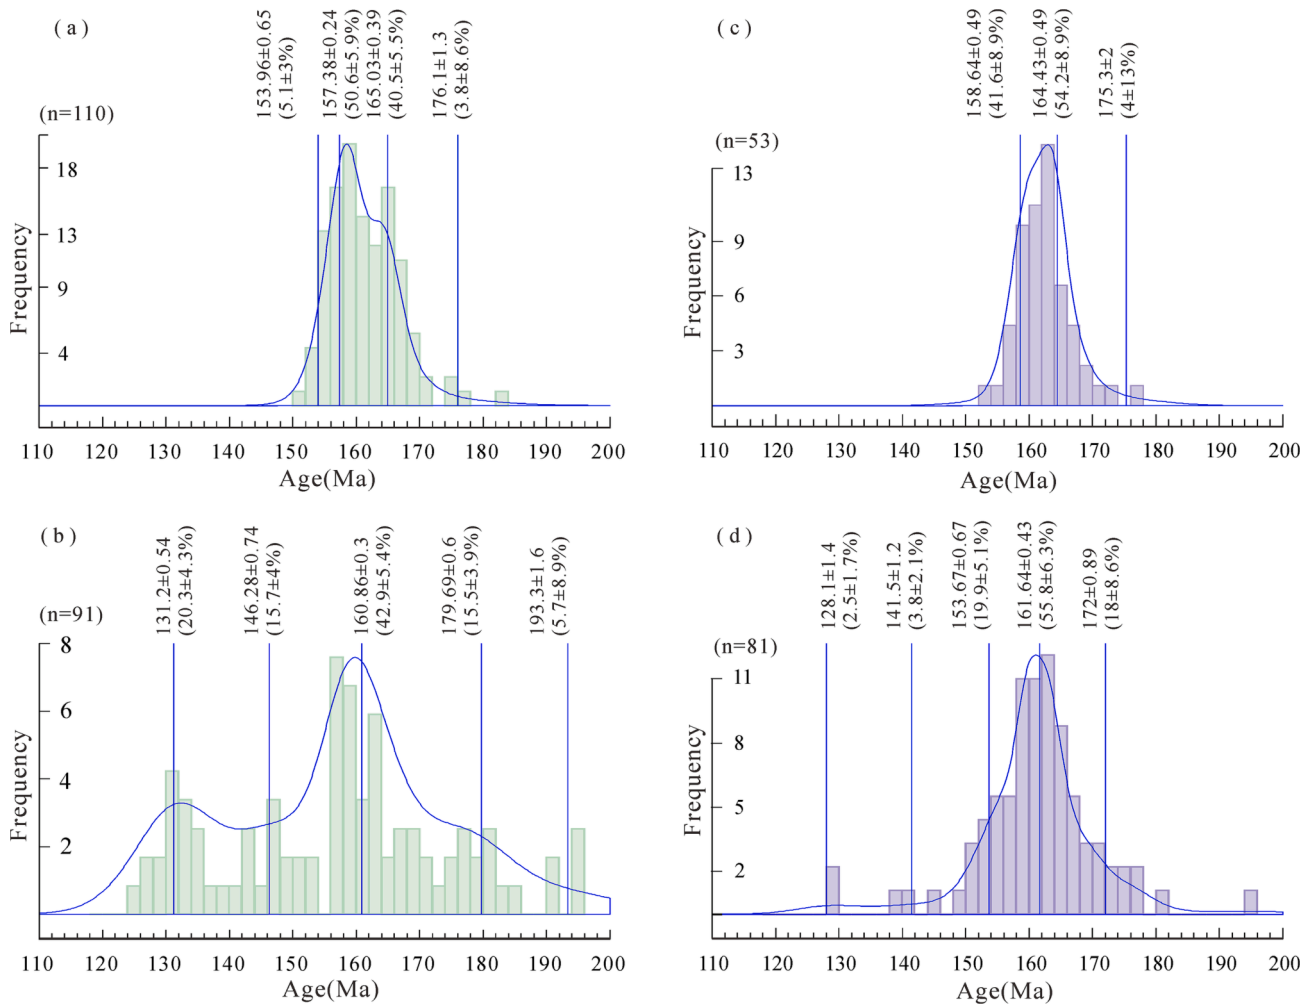 ( a )
153.96±0.65
(5.1±3%)
157.38±0.24
(50.6±5.9%)
165.03±0.39
(40.5±5.5%)
176.1±1.3
(3.8±8.6%)
(n=110)
18
13
9
4
Frequency
110 120 130 140 150 160 170 180 190 200
Age(Ma)
( c )
158.64±0.49
(41.6±8.9%)
164.43±0.49
(54.2±8.9%)
175.3±2
(4±13%)
(n=53)
13
9
6
3
Frequency
110 120 130 140 150 160 170 180 190 200
Age(Ma)
( b )
131.2±0.54
(20.3±4.3%)
146.28±0.74
(15.7±4%)
160.86±0.3
(42.9±5.4%)
179.69±0.6
(15.5±3.9%)
193.3±1.6
(5.7±8.9%)
(n=91)
8
6
4
2
Frequency
110 120 130 140 150 160 170 180 190 200
Age(Ma)
( d )
128.1±1.4
(2.5±1.7%)
141.5±1.2
(3.8±2.1%)
153.67±0.67
(19.9±5.1%)
161.64±0.43
(55.8±6.3%)
172±0.89
(18±8.6%)
(n=81)
11
8
5
2
Frequency
110 120 130 140 150 160 170 180 190 200
Age(Ma)